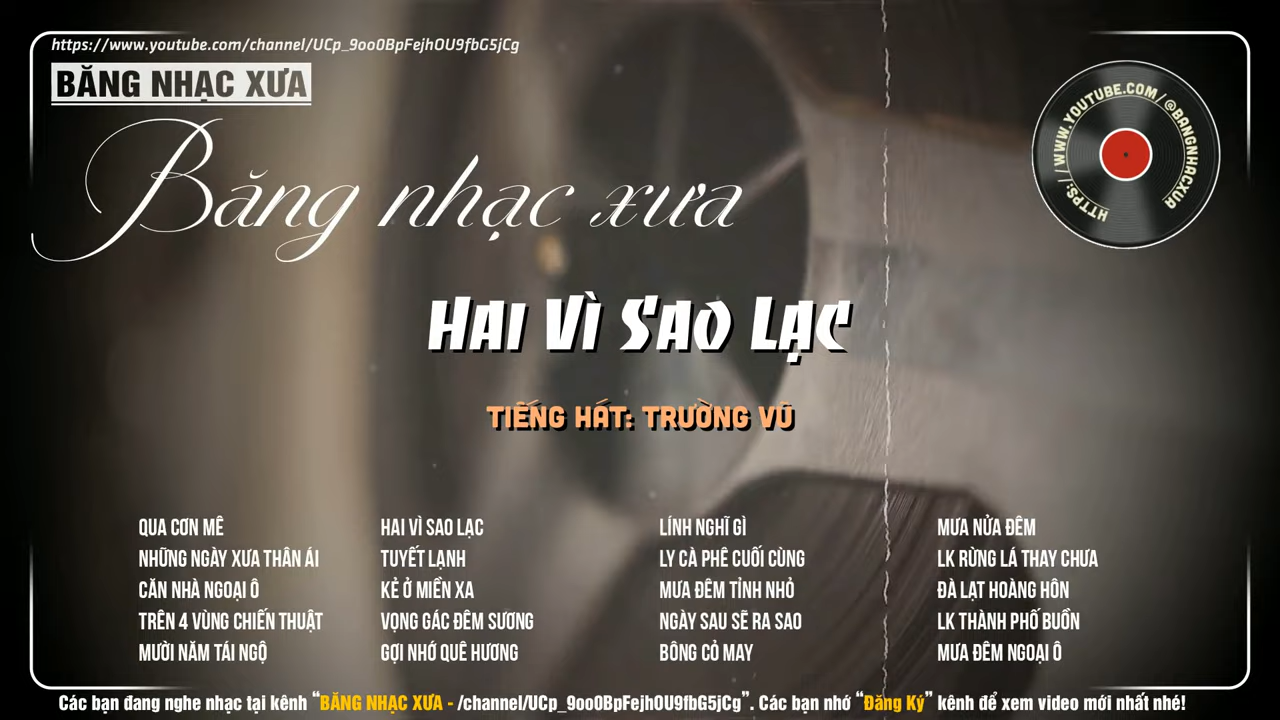 https://www.youtube.com/channel/UCp_9oo0BpFejhOU9fbG5jCg
BĂNG NHẠC XƯA
Băng nhạc xưa
HTTPS://WWW.YOUTUBE.COM/@BANGNHACXUA
HAI VÌ SAO LẠC
TIẾNG HÁT: TRƯỜNG VŨ
QUA CƠN MÊ
NHỮNG NGÀY XƯA THÂN ÁI
CĂN NHÀ NGOẠI Ô
TRÊN 4 VÙNG CHIẾN THUẬT
MƯỜI NĂM TÁI NGỘ
HAI VÌ SAO LẠC
TUYẾT LẠNH
KẺ Ở MIỀN XA
VỌNG GÁC ĐÊM SƯƠNG
GỢI NHỚ QUÊ HƯƠNG
LÍNH NGHĨ GÌ
LY CÀ PHÊ CUỐI CÙNG
MƯA ĐÊM TỈNH NHỎ
NGÀY SAU SẼ RA SAO
BÔNG CỎ MAY
MƯA NỬA ĐÊM
LK RỪNG LÁ THAY CHƯA
ĐÀ LẠT HOÀNG HÔN
LK THÀNH PHỐ BUỒN
MƯA ĐÊM NGOẠI Ô
Các bạn đang nghe nhạc tại kênh “BĂNG NHẠC XƯA - /channel/UCp_9oo0BpFejhOU9fbG5jCg”. Các bạn nhớ “Đăng Ký” kênh để xem video mới nhất nhé!